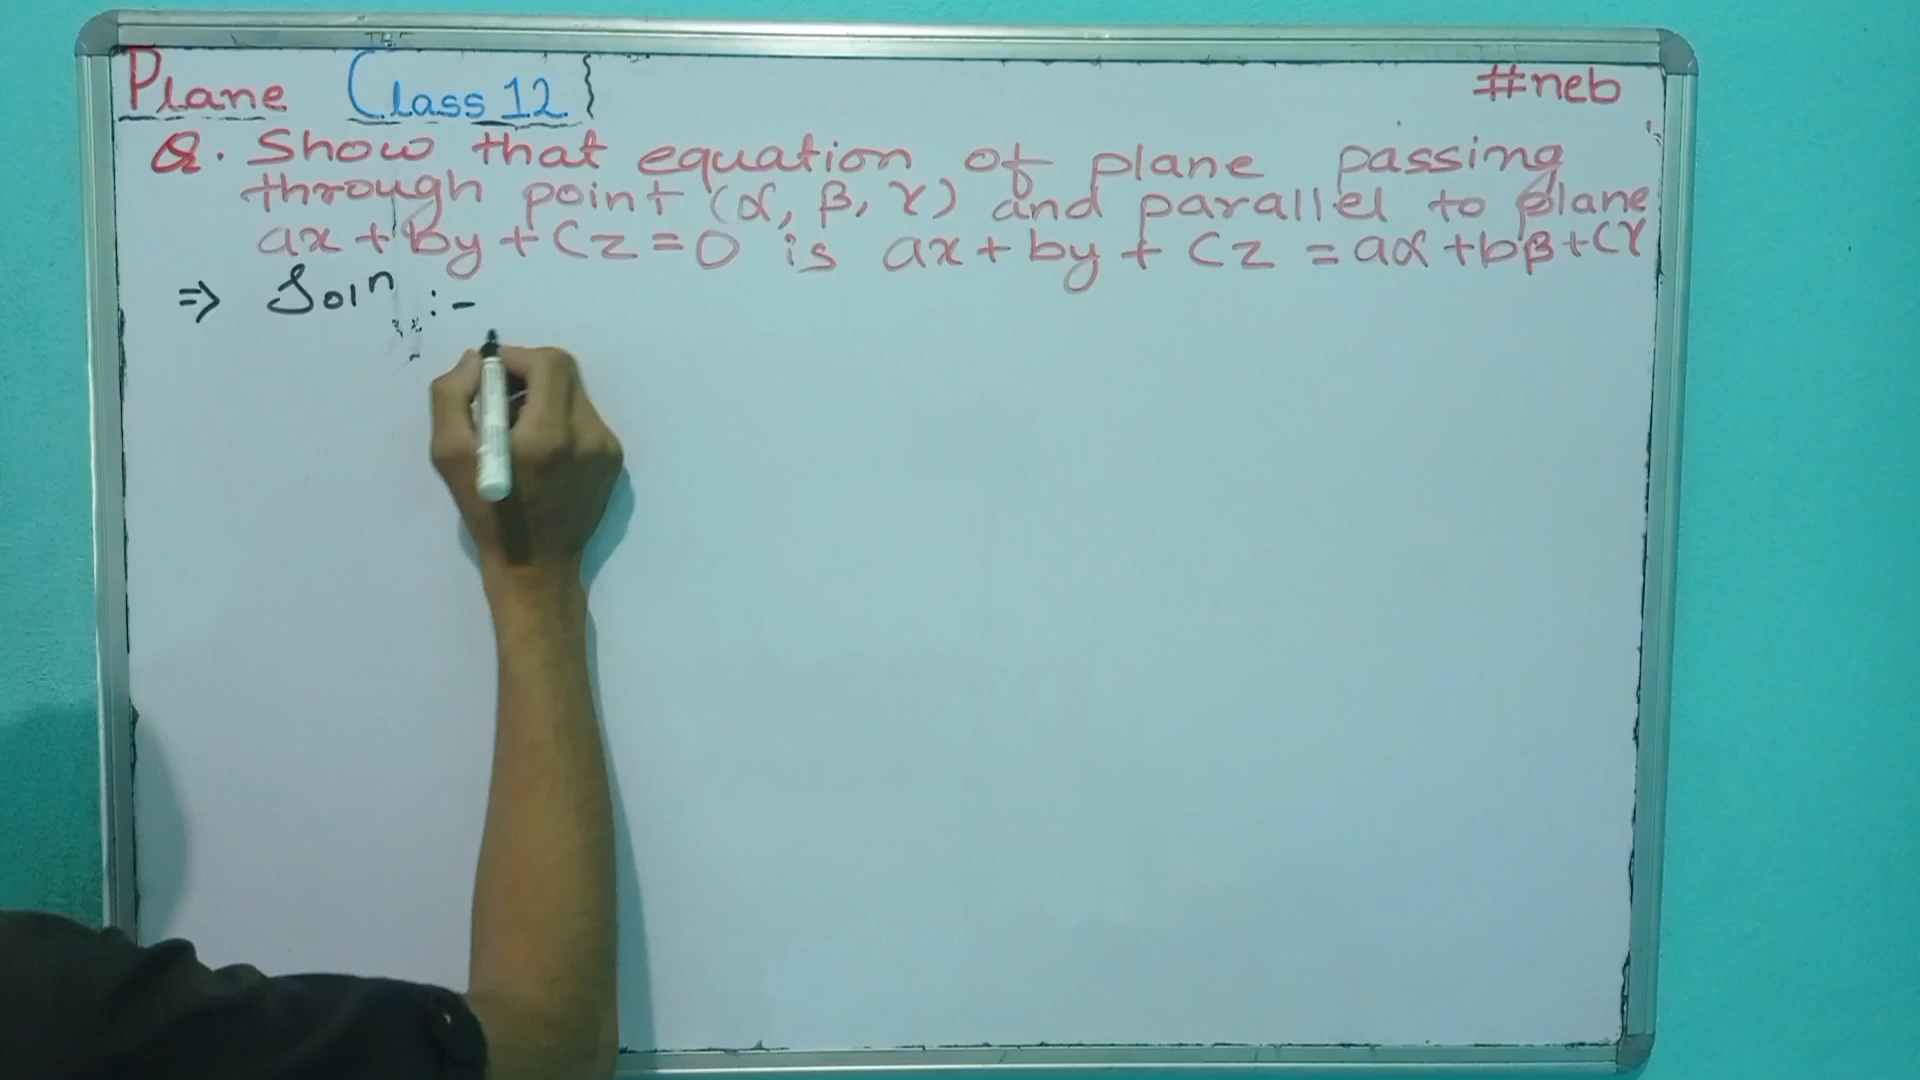 Plane Class 12 } #neb
Q. Show that equation of plane passing
through point (α, β, γ) and parallel to plane
ax + by + cz = 0 is ax + by + cz = aα + bβ + cγ
⇒ Solⁿ :-